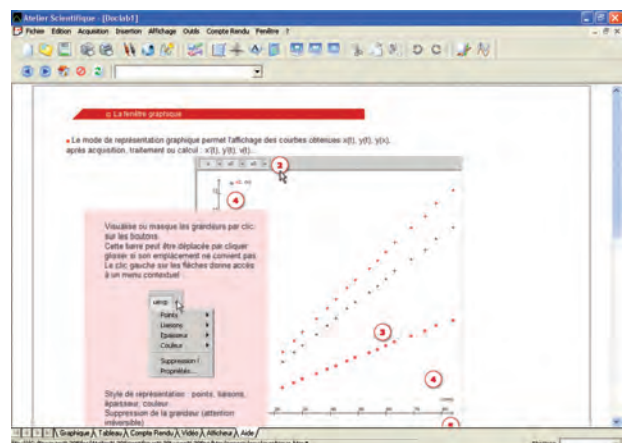 Atelier Scientifique - [Doclab1]
Fichier Edition Acquisition Insertion Affichage Outils Compte Rendu Fenêtre ?
La fenêtre graphique
Le mode de représentation graphique permet l'affichage des courbes obtenues x(t), y(t), y(x),
après acquisition, traitement ou calcul : x'(t), y'(t), v(t)...
2
4
Visualise ou masque les grandeurs par clic
sur les boutons.
Cette barre peut être déplacée par cliquer
glisser si son emplacement ne convient pas.
Le clic gauche sur les flèches donne accès
à un menu contextuel :
Points
Liaisons
Epaisseur
Couleur
Suppression !
Propriétés...
3
4
Style de représentation : points, liaisons,
épaisseur, couleur.
Suppression de la grandeur (attention
irréversible)
Graphique Tableau Compte Rendu Vidéo Afficheur Aide